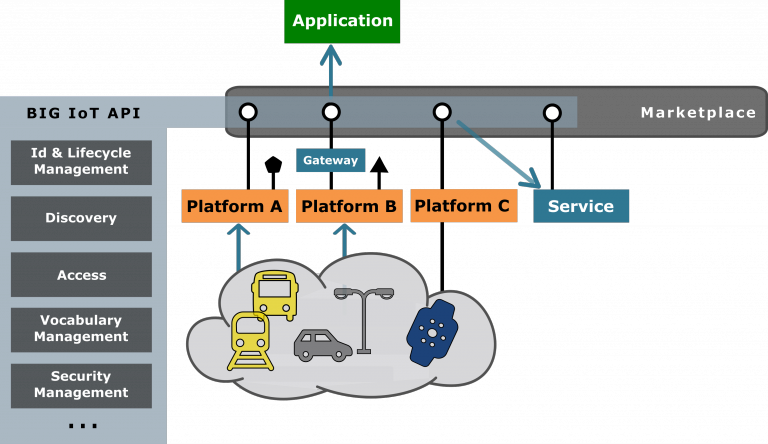 Application
BIG IoT API
Marketplace
Id & Lifecycle
Management
Gateway
Platform A
Platform B
Platform C
Service
Discovery
Access
Vocabulary
Management
Security
Management
...